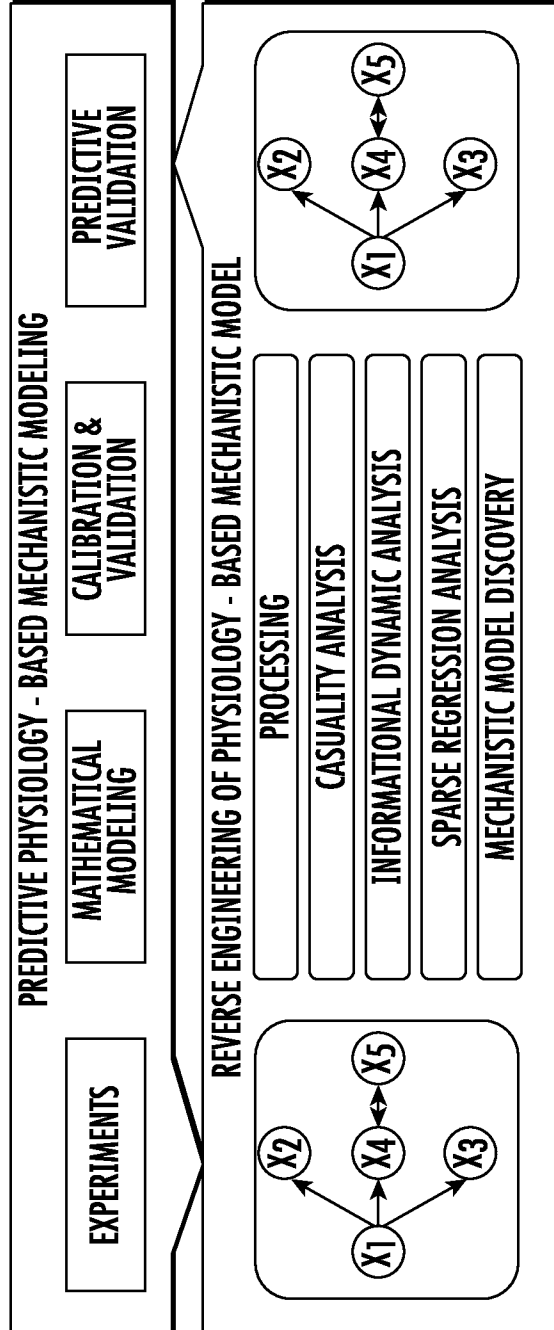 PREDICTIVE PHYSIOLOGY - BASED MECHANISTIC MODELING
EXPERIMENTS
MATHEMATICAL
MODELING
CALIBRATION &
VALIDATION
PREDICTIVE
VALIDATION
REVERSE ENGINEERING OF PHYSIOLOGY - BASED MECHANISTIC MODEL
X1
X2
X4
X5
X3
PROCESSING
CASUALITY ANALYSIS
INFORMATIONAL DYNAMIC ANALYSIS
SPARSE REGRESSION ANALYSIS
MECHANISTIC MODEL DISCOVERY
X1
X2
X4
X5
X3